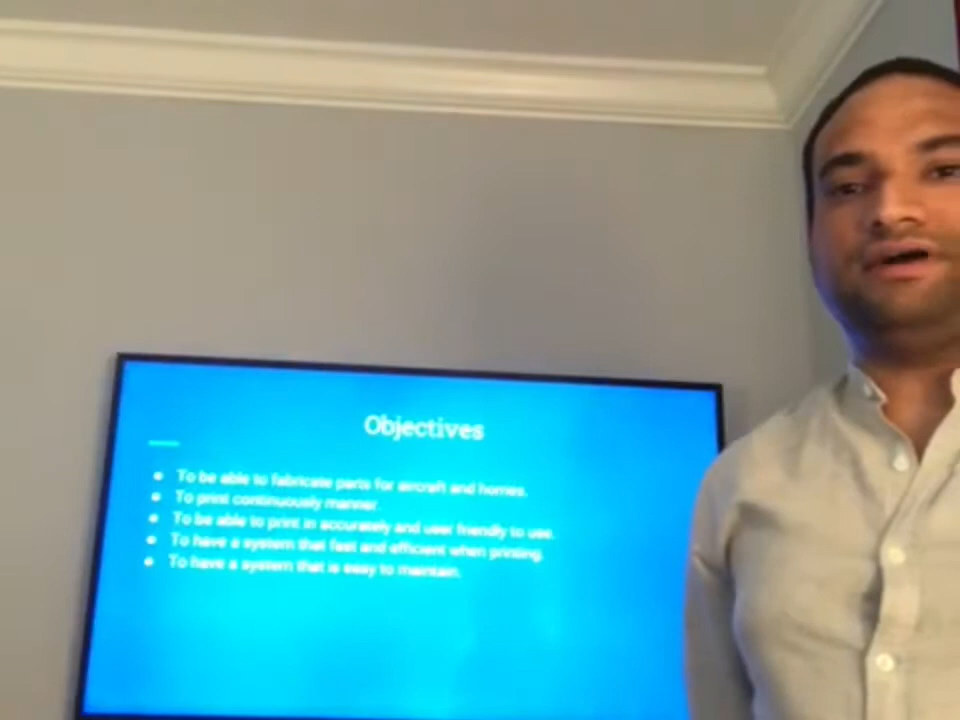 Objectives
To be able to fabricate parts for aircraft and homes.
To print continuously manner.
To be able to print in accurately and user friendly to use.
To have a system that fast and efficient when printing.
To have a system that is easy to maintain.